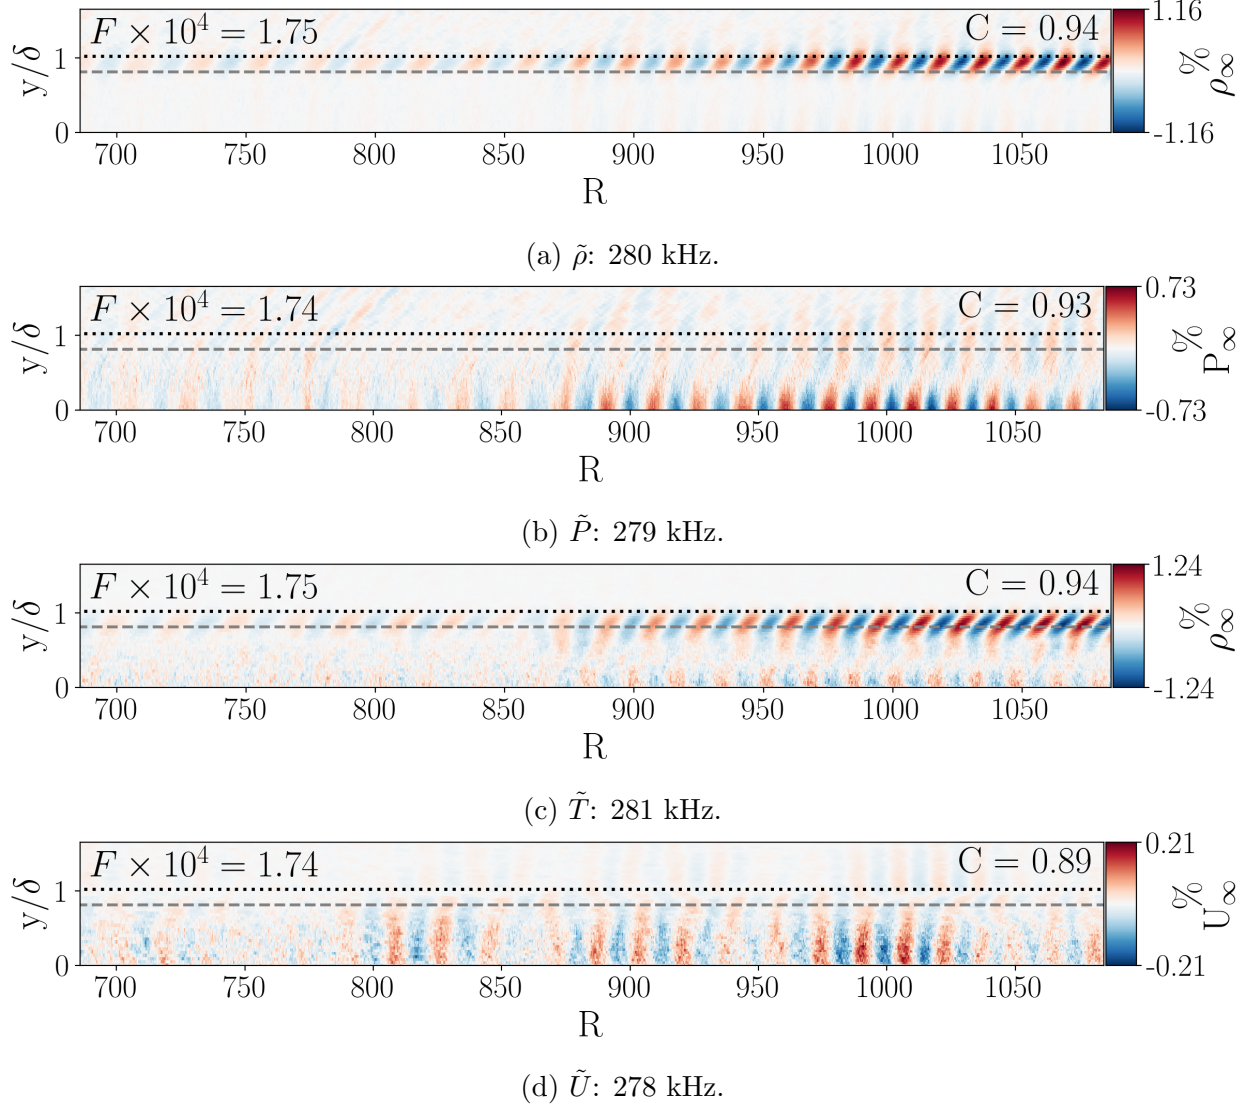 F × 10⁴ = 1.75 C = 0.94
1.16
% ρ∞
-1.16
y/δ
1
0
700 750 800 850 900 950 1000 1050
R
(a) ρ̃: 280 kHz.
F × 10⁴ = 1.74 C = 0.93
0.73
% P∞
-0.73
y/δ
1
0
700 750 800 850 900 950 1000 1050
R
(b) P̃: 279 kHz.
F × 10⁴ = 1.75 C = 0.94
1.24
% ρ∞
-1.24
y/δ
1
0
700 750 800 850 900 950 1000 1050
R
(c) T̃: 281 kHz.
F × 10⁴ = 1.74 C = 0.89
0.21
% U∞
-0.21
y/δ
1
0
700 750 800 850 900 950 1000 1050
R
(d) Ũ: 278 kHz.